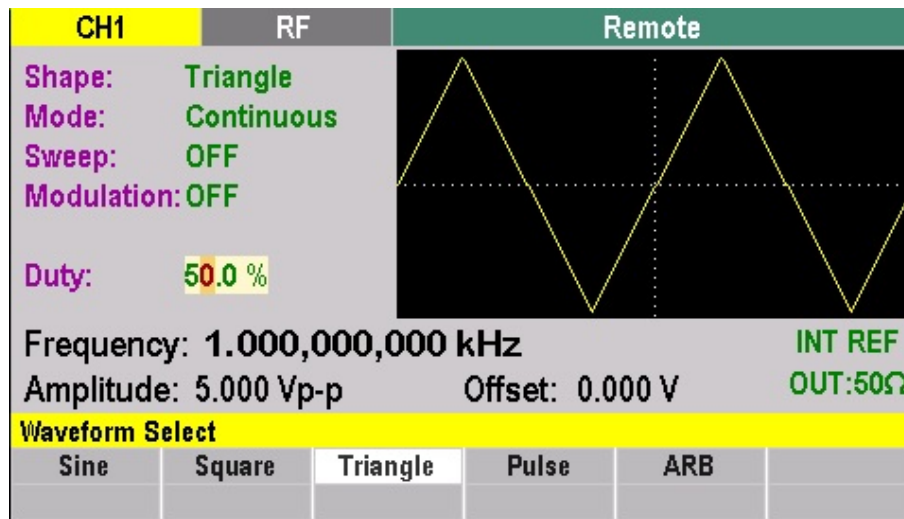 CH1 RF Remote
Shape: Triangle
Mode: Continuous
Sweep: OFF
Modulation: OFF
Duty: 50.0 %
Frequency: 1.000,000,000 kHz INT REF
Amplitude: 5.000 Vp-p Offset: 0.000 V OUT:50Ω
Waveform Select
Sine Square Triangle Pulse ARB